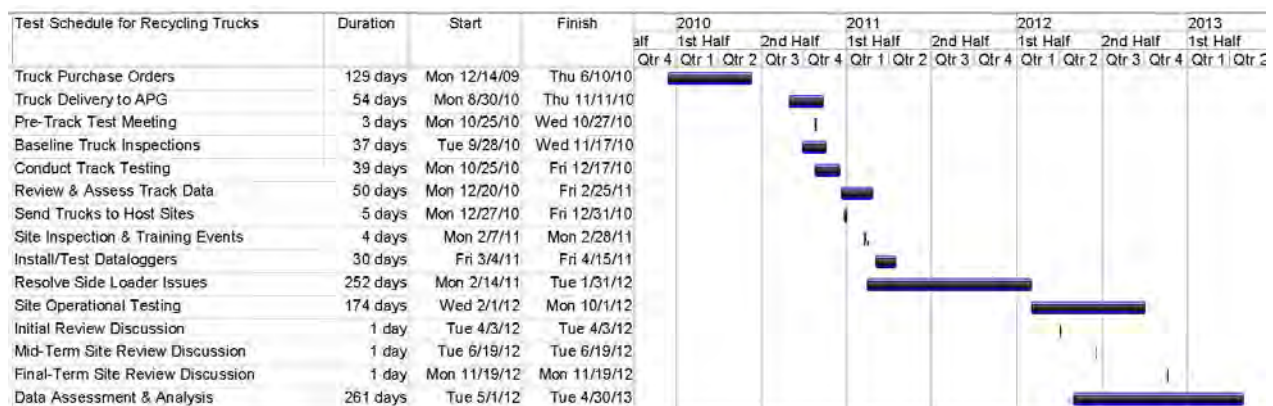 Test Schedule for Recycling Trucks Duration Start Finish 2010 2011 2012 2013
alf 1st Half 2nd Half 1st Half 2nd Half 1st Half 2nd Half 1st Half
Qtr 4 Qtr 1 Qtr 2 Qtr 3 Qtr 4 Qtr 1 Qtr 2 Qtr 3 Qtr 4 Qtr 1 Qtr 2 Qtr 3 Qtr 4 Qtr 1 Qtr 2
Truck Purchase Orders 129 days Mon 12/14/09 Thu 6/10/10
Truck Delivery to APG 54 days Mon 8/30/10 Thu 11/11/10
Pre-Track Test Meeting 3 days Mon 10/25/10 Wed 10/27/10
Baseline Truck Inspections 37 days Tue 9/28/10 Wed 11/17/10
Conduct Track Testing 39 days Mon 10/25/10 Fri 12/17/10
Review & Assess Track Data 50 days Mon 12/20/10 Fri 2/25/11
Send Trucks to Host Sites 5 days Mon 12/27/10 Fri 12/31/10
Site Inspection & Training Events 4 days Mon 2/7/11 Mon 2/28/11
Install/Test Dataloggers 30 days Fri 3/4/11 Fri 4/15/11
Resolve Side Loader Issues 252 days Mon 2/14/11 Tue 1/31/12
Site Operational Testing 174 days Wed 2/1/12 Mon 10/1/12
Initial Review Discussion 1 day Tue 4/3/12 Tue 4/3/12
Mid-Term Site Review Discussion 1 day Tue 6/19/12 Tue 6/19/12
Final-Term Site Review Discussion 1 day Mon 11/19/12 Mon 11/19/12
Data Assessment & Analysis 261 days Tue 5/1/12 Tue 4/30/13